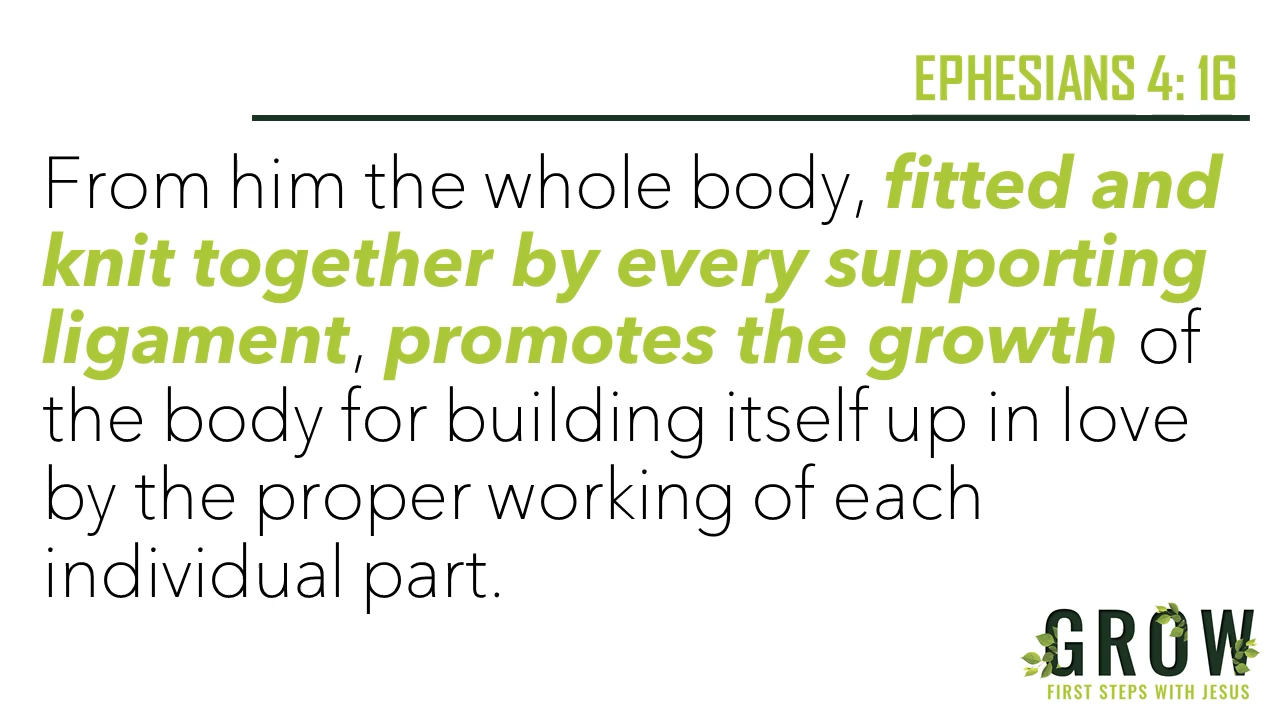 EPHESIANS 4: 16
From him the whole body, fitted and
knit together by every supporting
ligament, promotes the growth of
the body for building itself up in love
by the proper working of each
individual part.
GROW
FIRST STEPS WITH JESUS